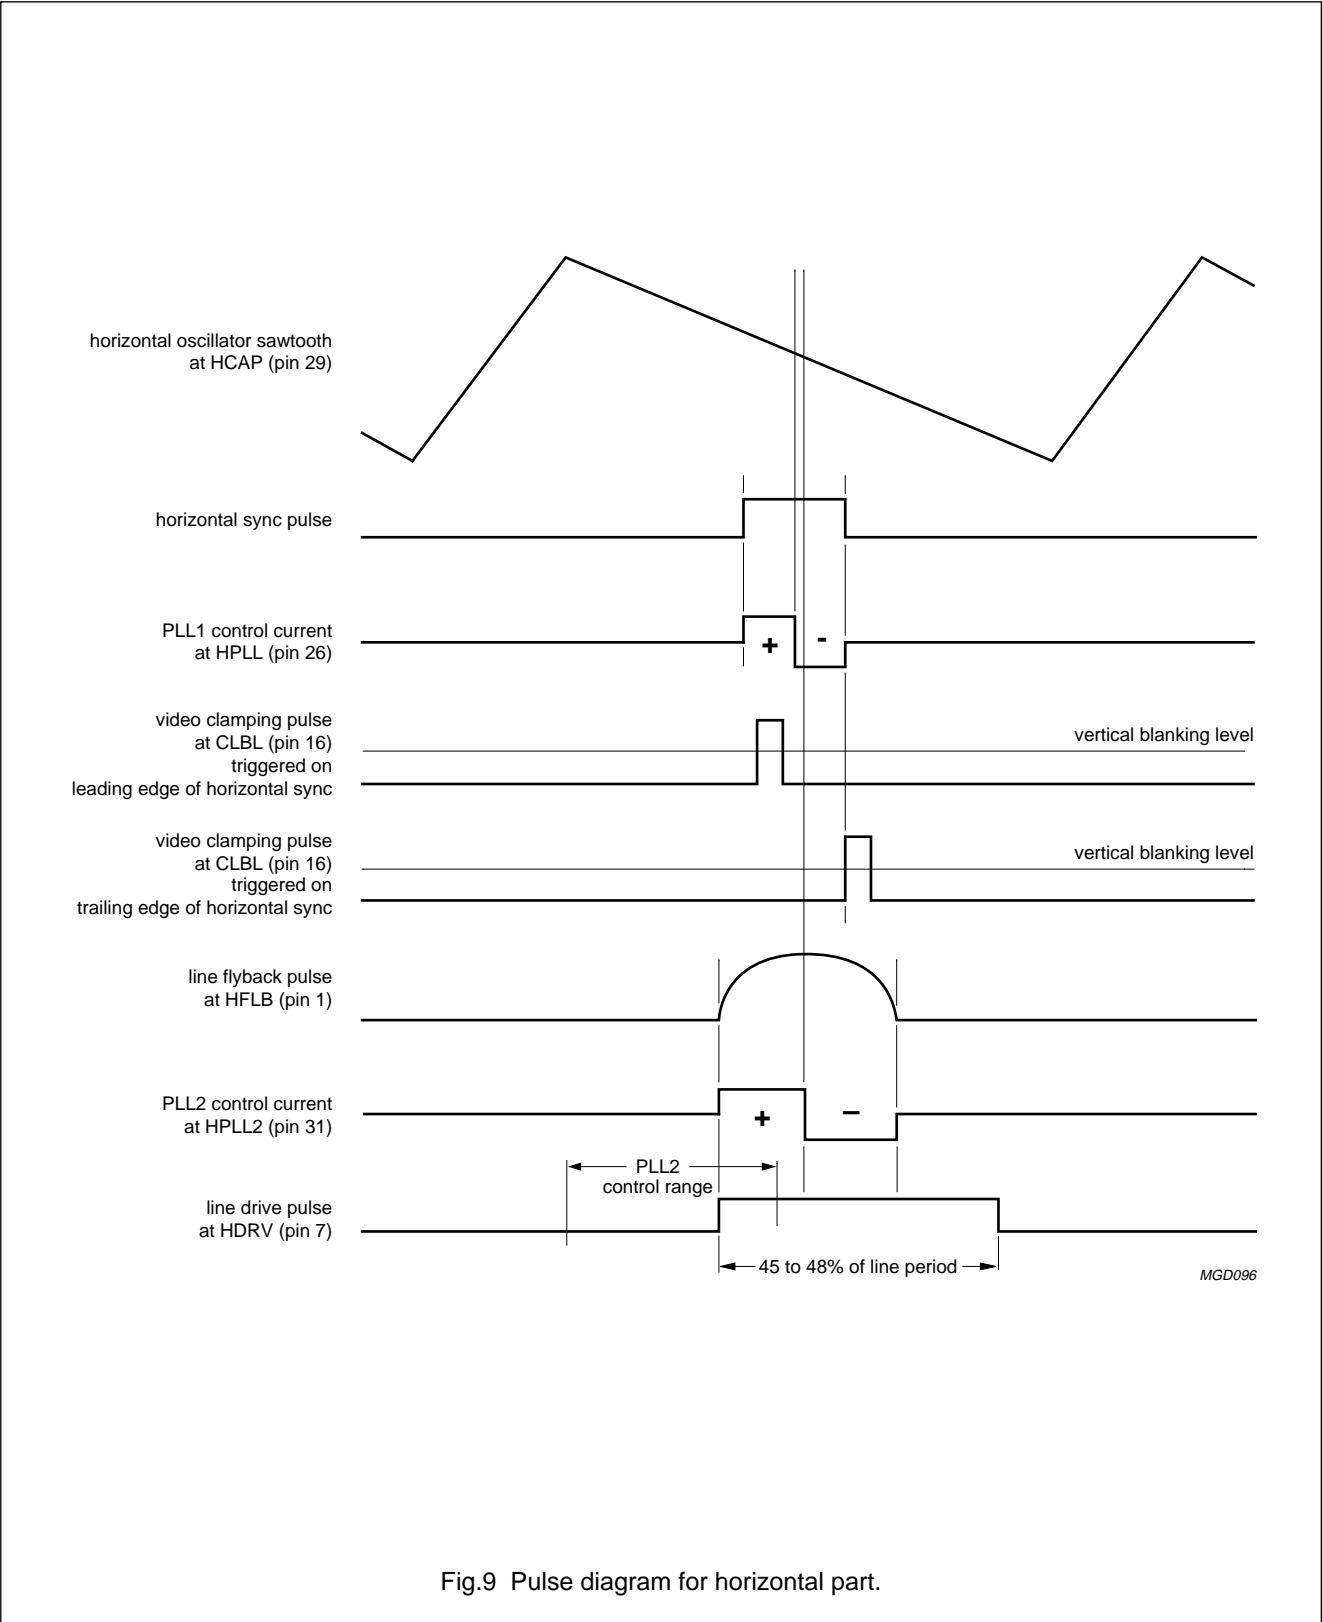 horizontal oscillator sawtooth
at HCAP (pin 29)
horizontal sync pulse
PLL1 control current
at HPLL (pin 26)
+
-
video clamping pulse
at CLBL (pin 16)
triggered on
leading edge of horizontal sync
vertical blanking level
video clamping pulse
at CLBL (pin 16)
triggered on
trailing edge of horizontal sync
vertical blanking level
line flyback pulse
at HFLB (pin 1)
PLL2 control current
at HPLL2 (pin 31)
+
−
PLL2
control range
line drive pulse
at HDRV (pin 7)
45 to 48% of line period
MGD096
Fig.9 Pulse diagram for horizontal part.